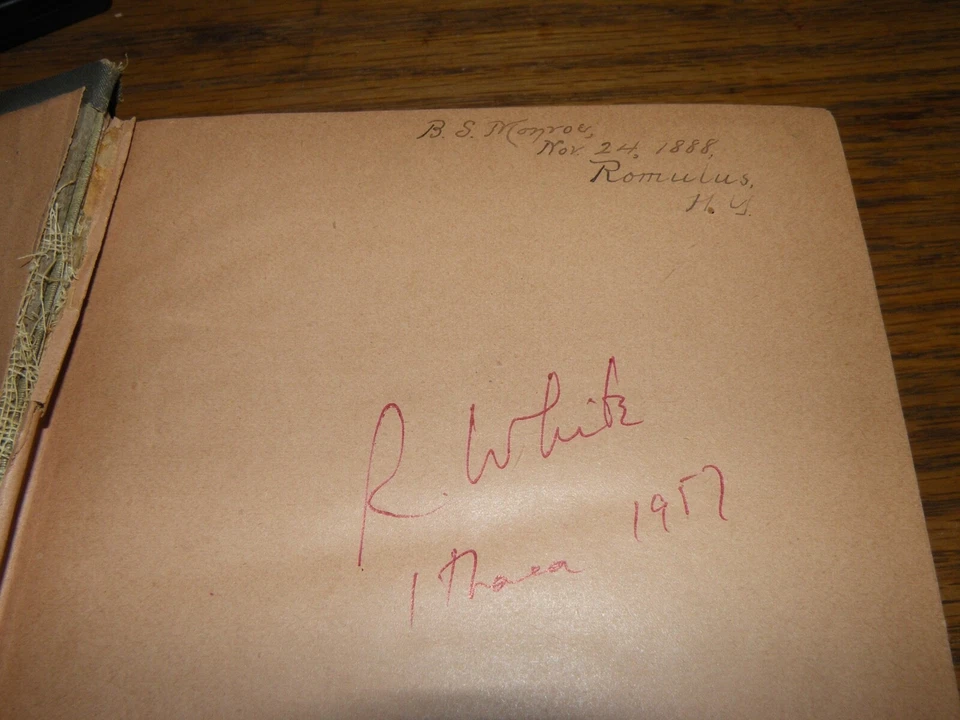 B. S. Monroe,
Nov. 24, 1888,
Romulus,
N. Y.
R. White
Ithaca 1957